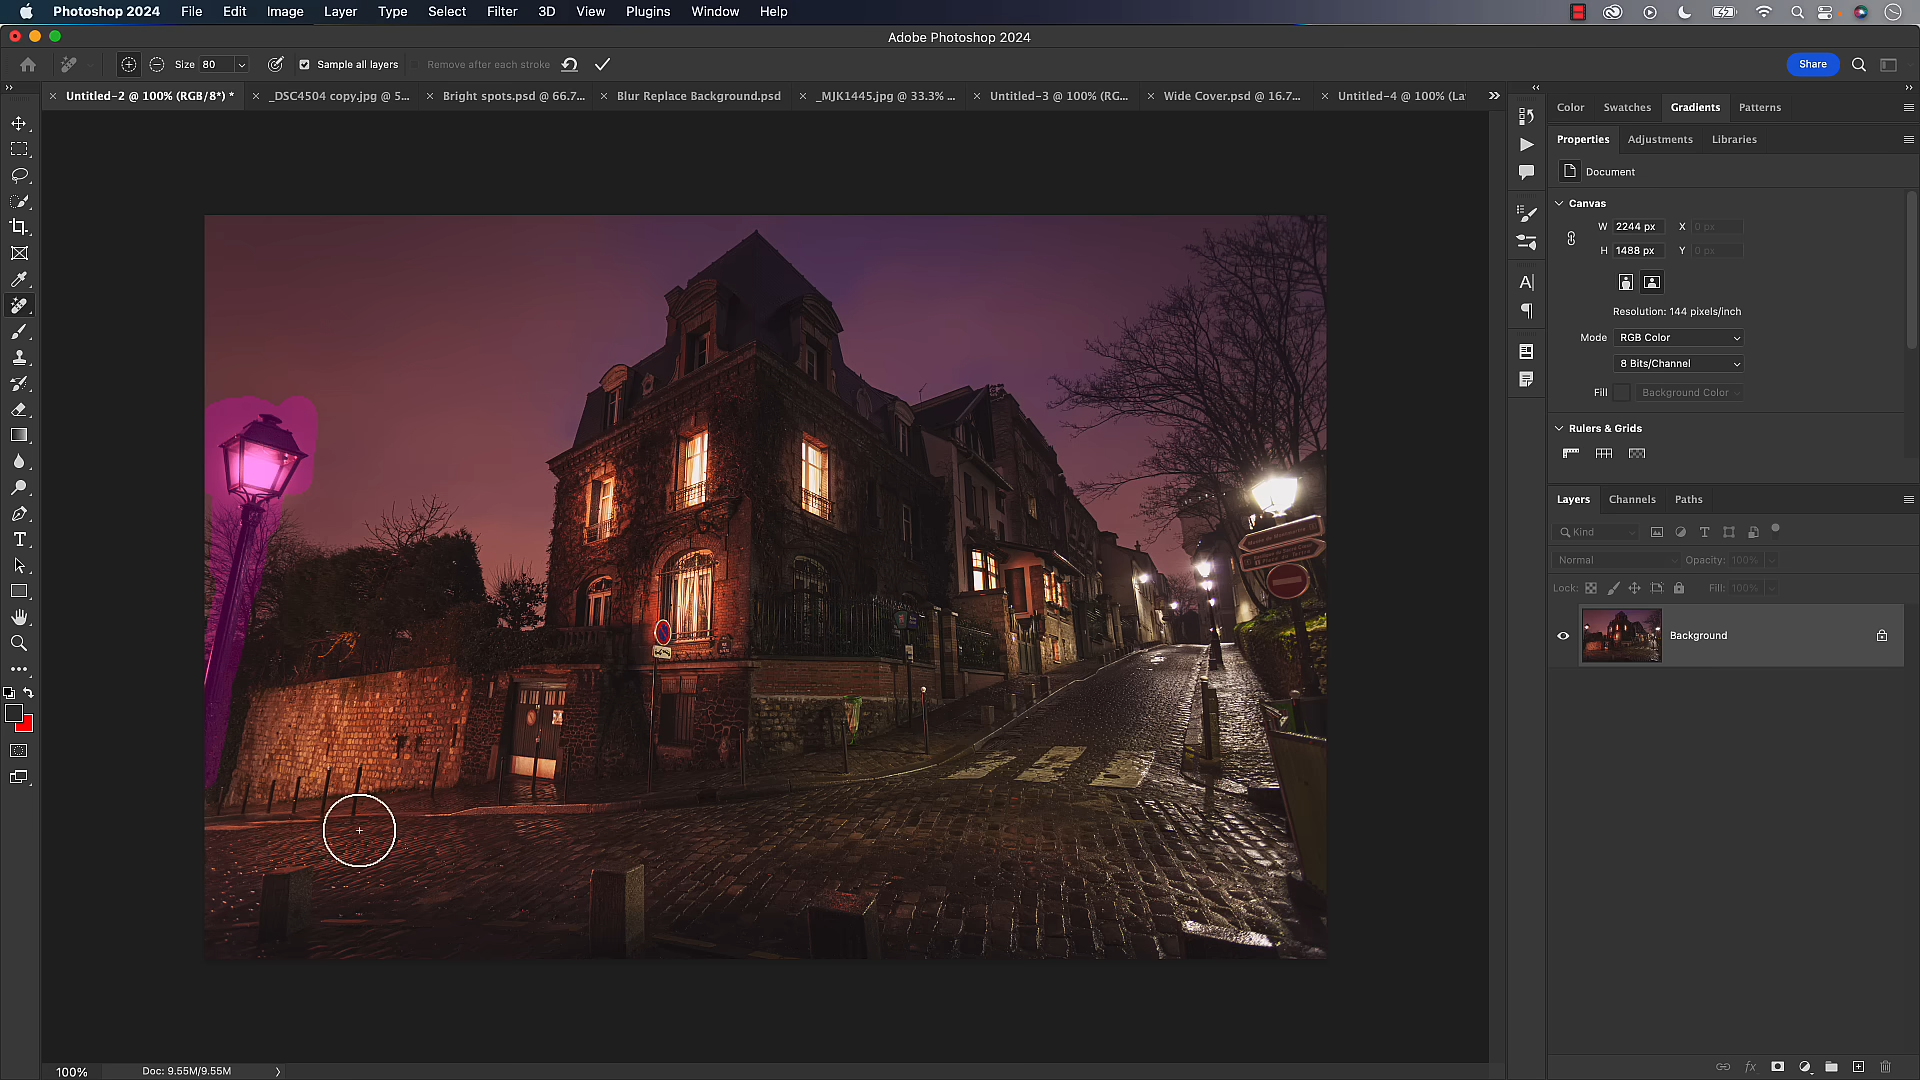 Photoshop 2024 File Edit Image Layer Type Select Filter 3D View Plugins Window Help
Adobe Photoshop 2024
Size 80 Sample all layers Remove after each stroke Share
Untitled-2 @ 100% (RGB/8*) * _DSC4504 copy.jpg @ 5... Bright spots.psd @ 66.7... Blur Replace Background.psd _MJK1445.jpg @ 33.3% ... Untitled-3 @ 100% (RG... Wide Cover.psd @ 16.7... Untitled-4 @ 100% (La
Color Swatches Gradients Patterns
Properties Adjustments Libraries
Document
Canvas
W 2244 px X 0 px
H 1488 px Y 0 px
Resolution: 144 pixels/inch
Mode RGB Color
8 Bits/Channel
Fill Background Color
Rulers & Grids
Layers Channels Paths
Kind
Normal Opacity: 100%
Lock: Fill: 100%
Background
100% Doc: 9.55M/9.55M